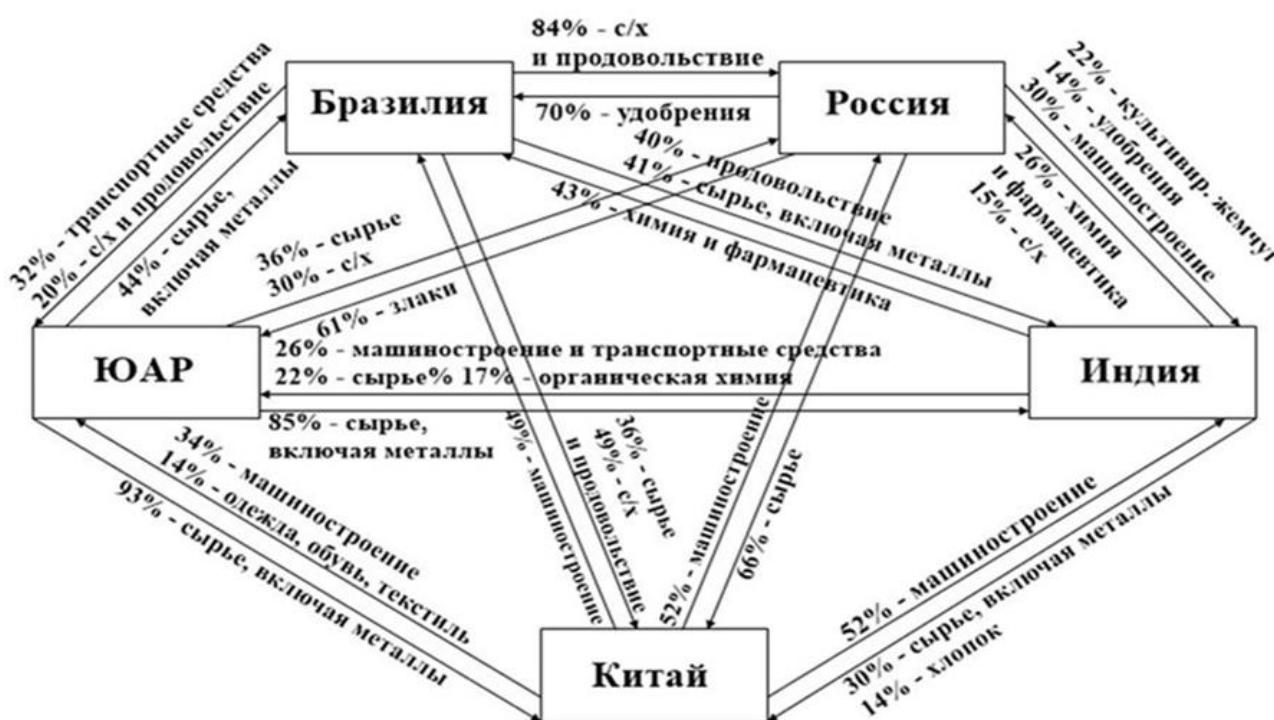 84% - с/х
и продовольствие
Бразилия
Россия
70% - удобрения
32% - транспортные средства
20% - с/х и продовольствие
44% - сырье,
включая металлы
22% - культивир. жемчуг
14% - удобрения
30% - машиностроение
26% - химия
и фармацевтика
15% - с/х
40% - продовольствие
41% - сырье, включая металлы
43% - химия и фармацевтика
36% - сырье
30% - с/х
61% - злаки
ЮАР
26% - машиностроение и транспортные средства
22% - сырье% 17% - органическая химия
Индия
85% - сырье,
включая металлы
34% - машиностроение
14% - одежда, обувь, текстиль
93% - сырье, включая металлы
49% - машиностроение
36% - сырье
49% - с/х
и продовольствие
52% - машиностроение
66% - сырье
52% - машиностроение
30% - сырье, включая металлы
14% - хлопок
Китай